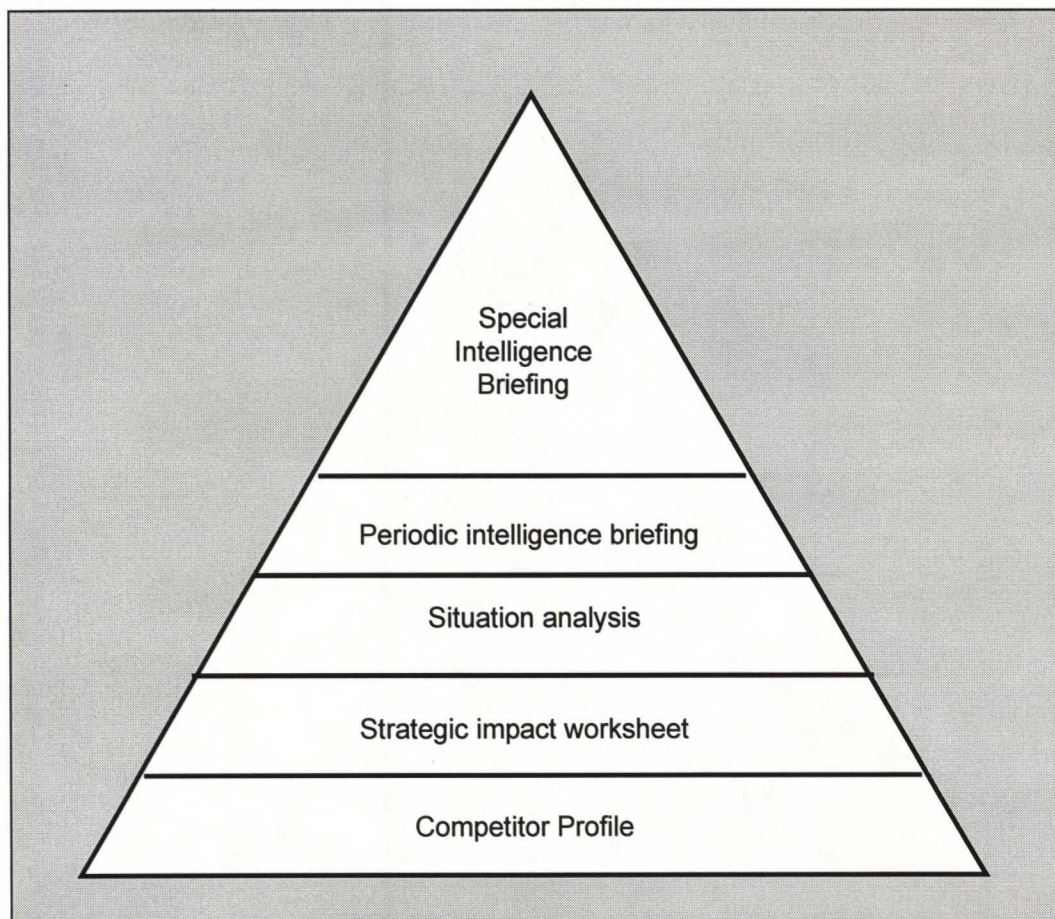 Special
Intelligence
Briefing
Periodic intelligence briefing
Situation analysis
Strategic impact worksheet
Competitor Profile